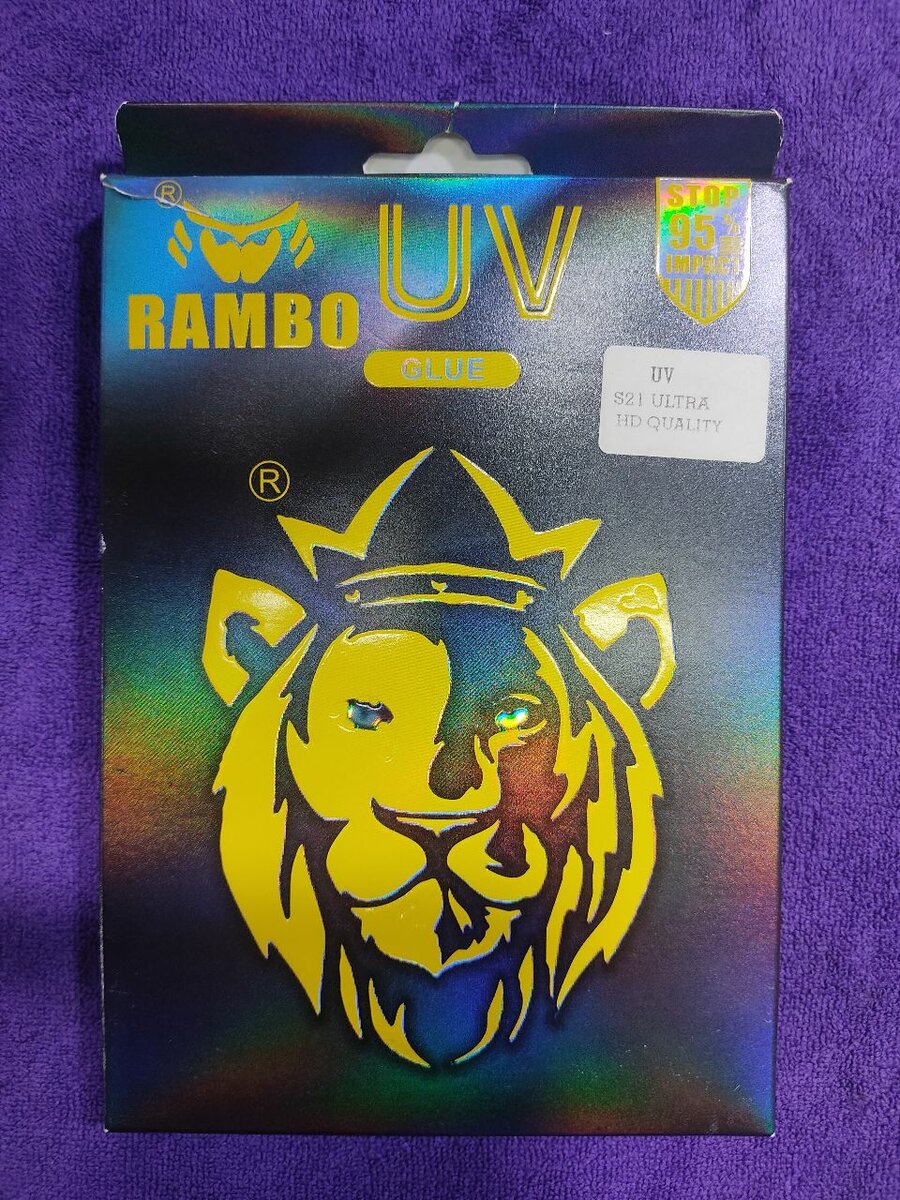 ®
RAMBO
UV
GLUE
STOP
95%
IMPACT
UV
S21 ULTRA
HD QUALITY
®